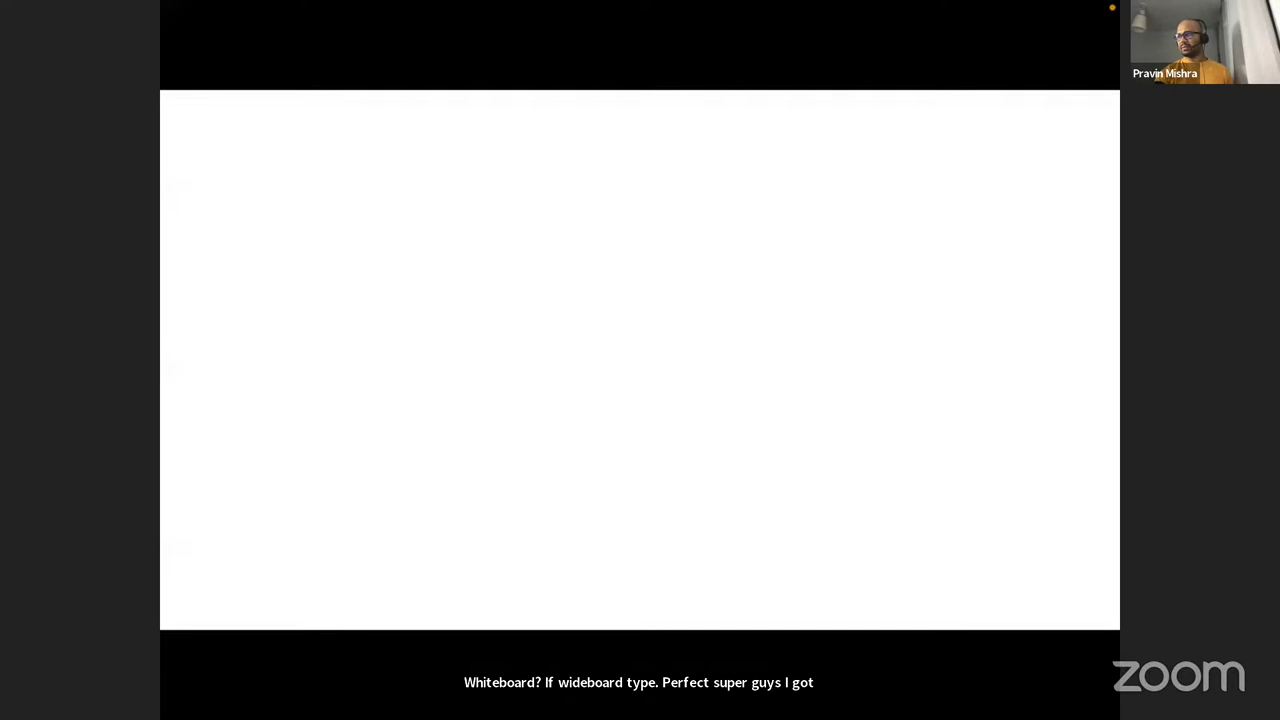 Pravin Mishra
Whiteboard? If wideboard type. Perfect super guys I got
zoom